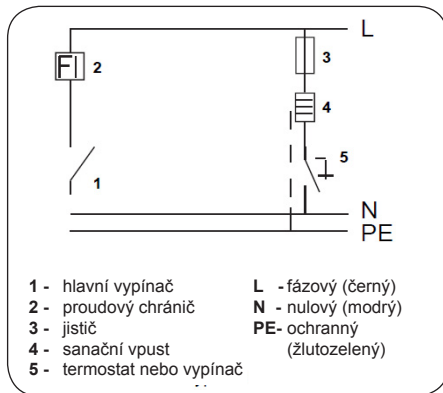 L
FI 2
3
4
5
1
N
PE
1 - hlavní vypínač
2 - proudový chránič
3 - jistič
4 - sanační vpust
5 - termostat nebo vypínač
L - fázový (černý)
N - nulový (modrý)
PE- ochranný
(žlutozelený)